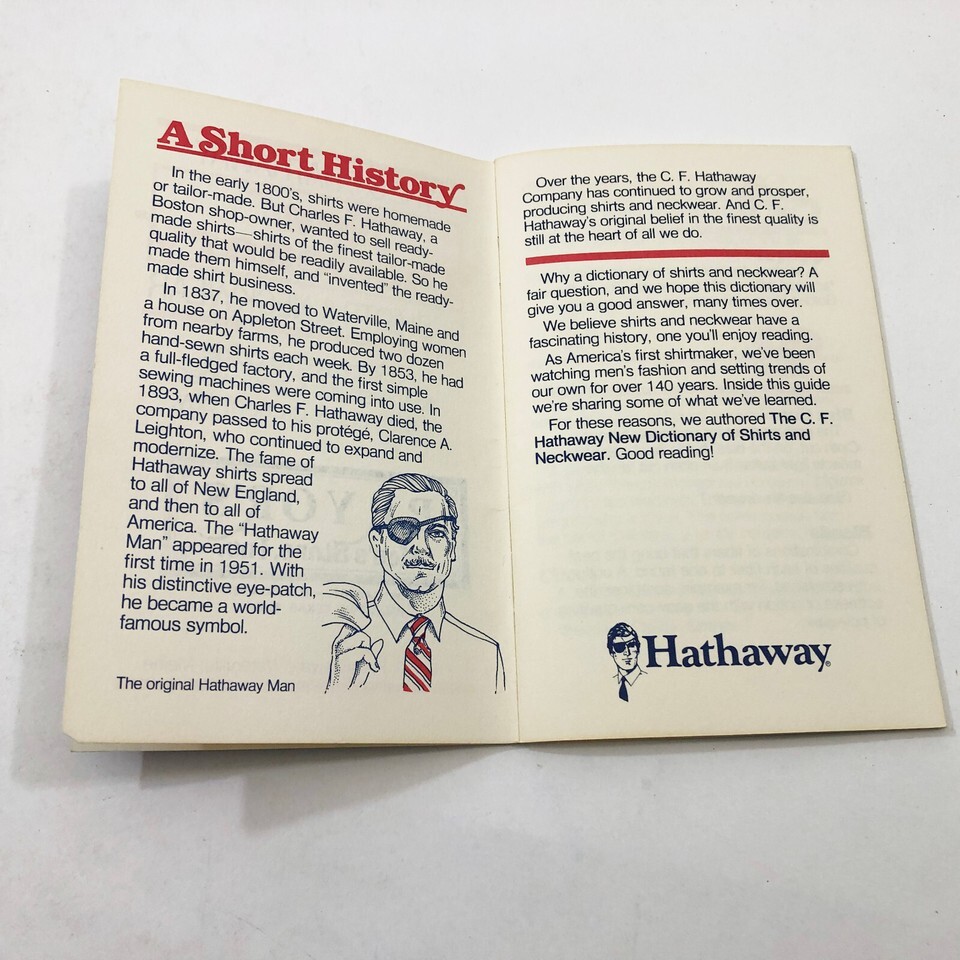 A Short History
In the early 1800's, shirts were homemade
or tailor-made. But Charles F. Hathaway, a
Boston shop-owner, wanted to sell ready-
made shirts—shirts of the finest tailor-made
quality that would be readily available. So he
made them himself, and "invented" the ready-
made shirt business.
In 1837, he moved to Waterville, Maine and
a house on Appleton Street. Employing women
from nearby farms, he produced two dozen
hand-sewn shirts each week. By 1853, he had
a full-fledged factory, and the first simple
sewing machines were coming into use. In
1893, when Charles F. Hathaway died, the
company passed to his protégé, Clarence A.
Leighton, who continued to expand and
modernize. The fame of
Hathaway shirts spread
to all of New England,
and then to all of
America. The "Hathaway
Man" appeared for the
first time in 1951. With
his distinctive eye-patch,
he became a world-
famous symbol.
The original Hathaway Man
Over the years, the C. F. Hathaway
Company has continued to grow and prosper,
producing shirts and neckwear. And C. F.
Hathaway's original belief in the finest quality is
still at the heart of all we do.
Why a dictionary of shirts and neckwear? A
fair question, and we hope this dictionary will
give you a good answer, many times over.
We believe shirts and neckwear have a
fascinating history, one you'll enjoy reading.
As America's first shirtmaker, we've been
watching men's fashion and setting trends of
our own for over 140 years. Inside this guide
we're sharing some of what we've learned.
For these reasons, we authored The C. F.
Hathaway New Dictionary of Shirts and
Neckwear. Good reading!
Hathaway®